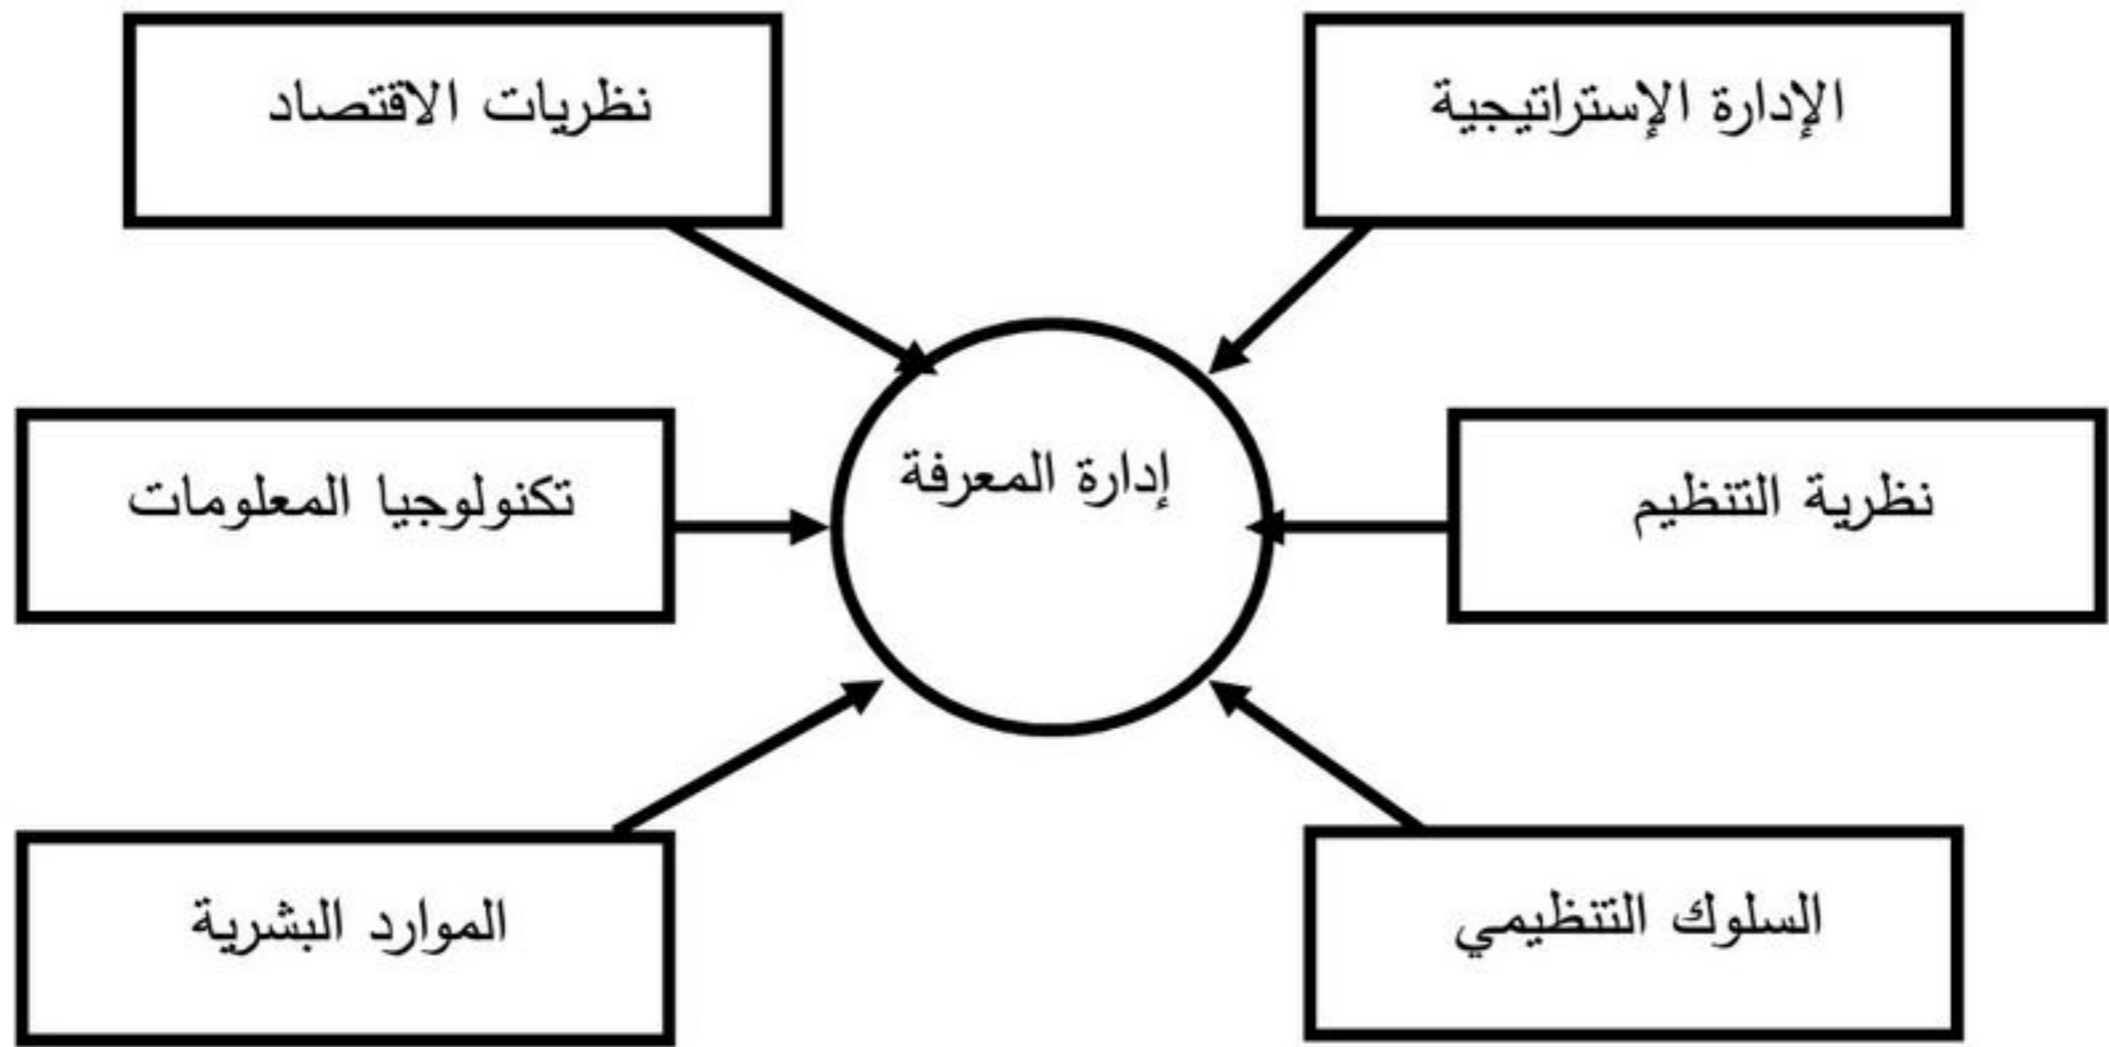 الإدارة الإستراتيجية
نظريات الاقتصاد
إدارة المعرفة
نظرية التنظيم
تكنولوجيا المعلومات
السلوك التنظيمي
الموارد البشرية